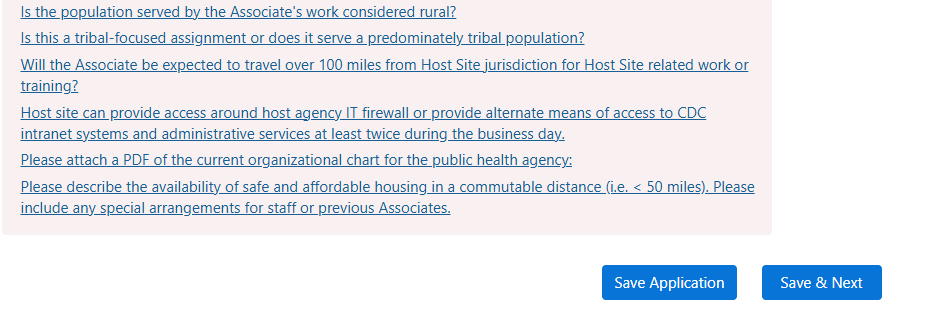 Is the population served by the Associate's work considered rural?
Is this a tribal-focused assignment or does it serve a predominately tribal population?
Will the Associate be expected to travel over 100 miles from Host Site jurisdiction for Host Site related work or
training?
Host site can provide access around host agency IT firewall or provide alternate means of access to CDC
intranet systems and administrative services at least twice during the business day.
Please attach a PDF of the current organizational chart for the public health agency:
Please describe the availability of safe and affordable housing in a commutable distance (i.e. < 50 miles). Please
include any special arrangements for staff or previous Associates.
Save Application
Save & Next